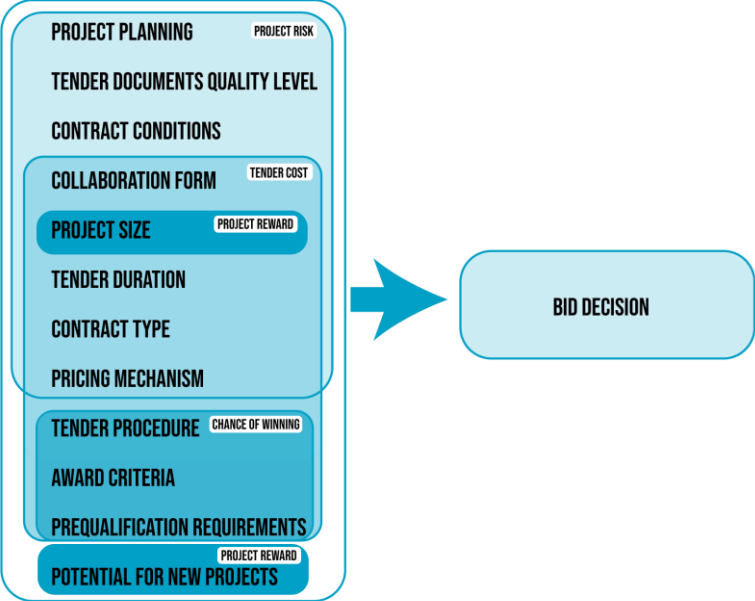 PROJECT PLANNING
PROJECT RISK
TENDER DOCUMENTS QUALITY LEVEL
CONTRACT CONDITIONS
COLLABORATION FORM
TENDER COST
PROJECT SIZE
PROJECT REWARD
TENDER DURATION
CONTRACT TYPE
PRICING MECHANISM
TENDER PROCEDURE
CHANCE OF WINNING
AWARD CRITERIA
PREQUALIFICATION REQUIREMENTS
PROJECT REWARD
POTENTIAL FOR NEW PROJECTS
BID DECISION